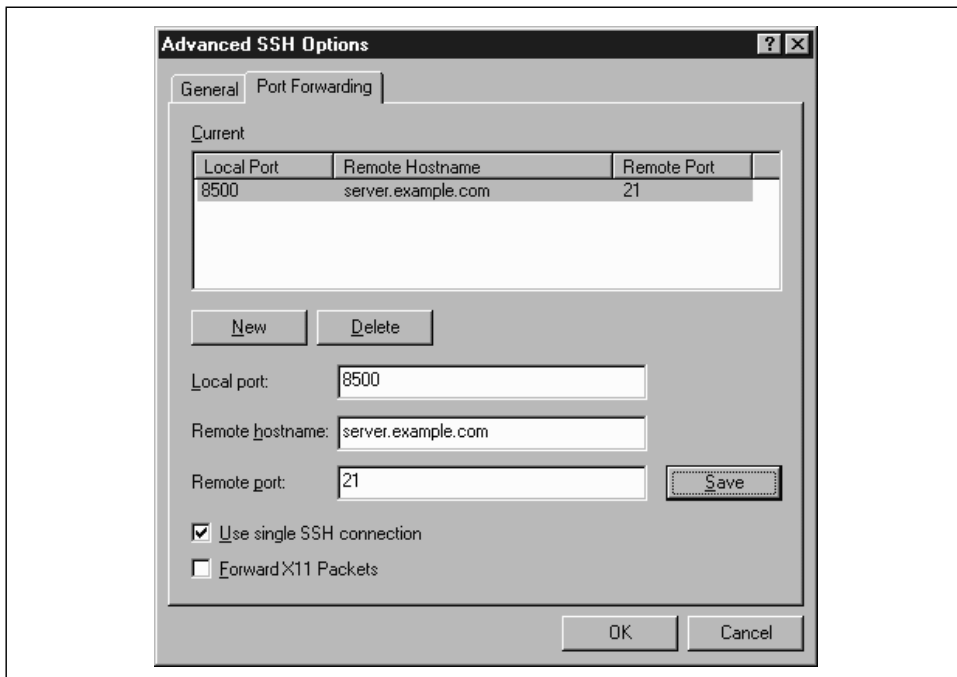 Advanced SSH Options
General Port Forwarding
Current
Local Port Remote Hostname Remote Port
8500 server.example.com 21
New Delete
Local port: 8500
Remote hostname: server.example.com
Remote port: 21 Save
Use single SSH connection
Forward X11 Packets
OK Cancel